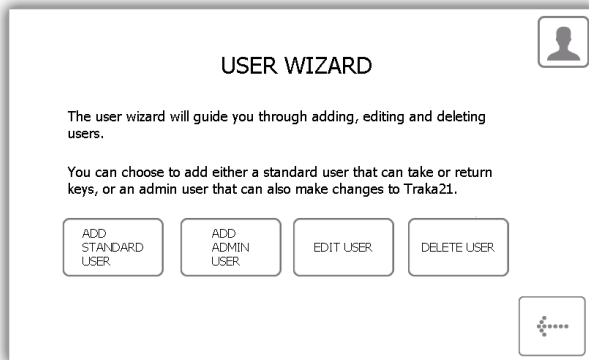 USER WIZARD
The user wizard will guide you through adding, editing and deleting
users.
You can choose to add either a standard user that can take or return
keys, or an admin user that can also make changes to Traka21.
ADD
STANDARD
USER
ADD
ADMIN
USER
EDIT USER
DELETE USER